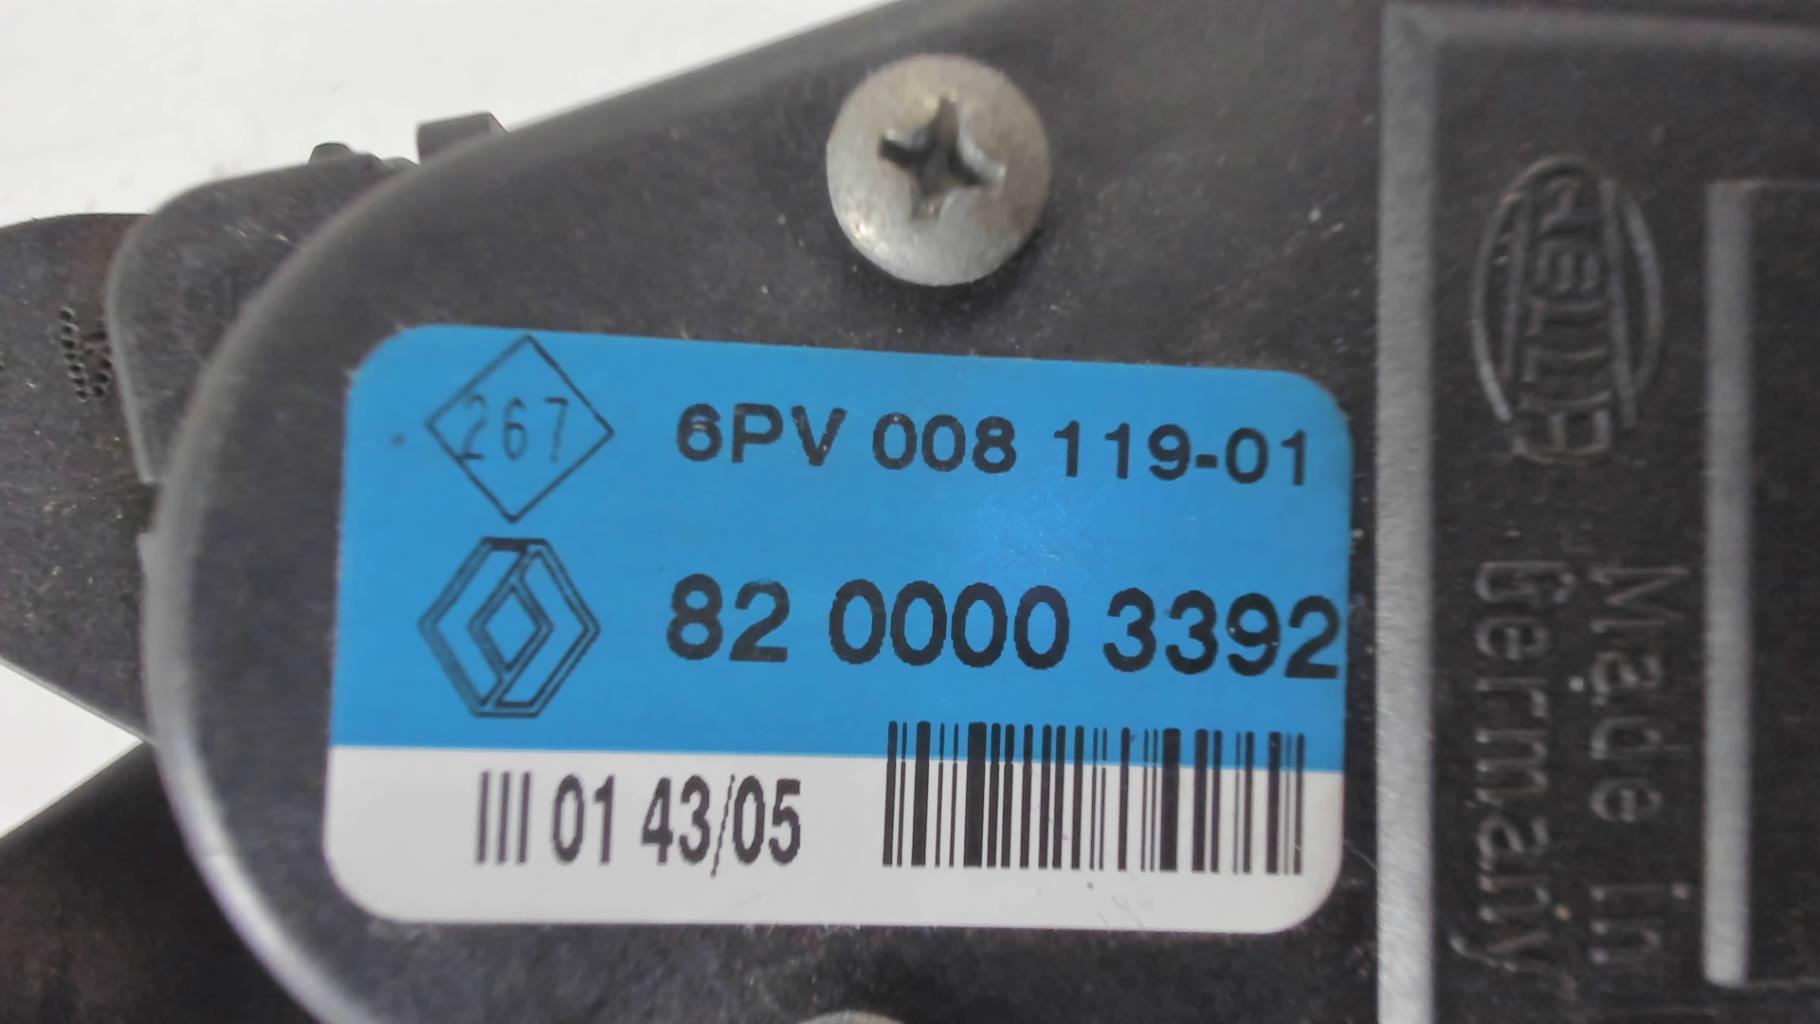 267
6PV 008 119-01
82 0000 3392
III 01 43/05
HELLA
Made in
Germany